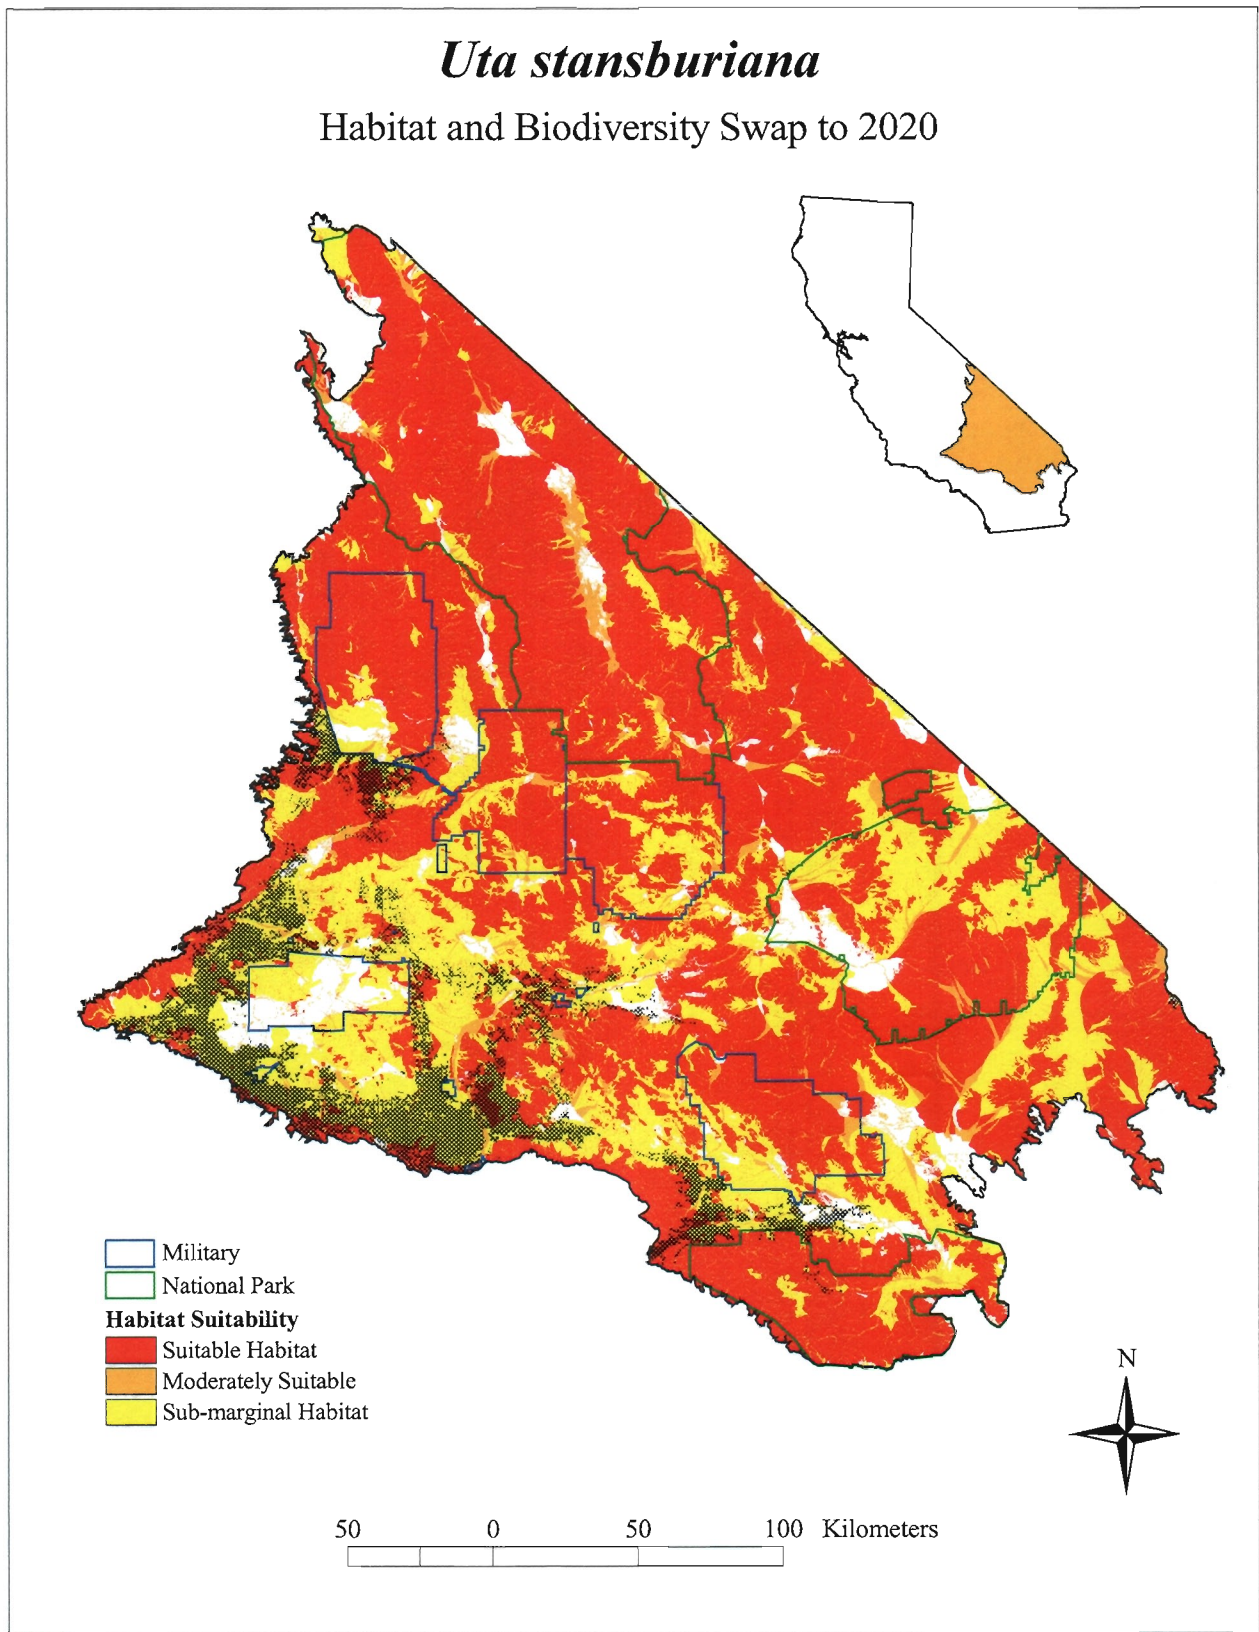 Uta stansburiana
Habitat and Biodiversity Swap to 2020
Military
National Park
Habitat Suitability
Suitable Habitat
Moderately Suitable
Sub-marginal Habitat
N
50 0 50 100 Kilometers